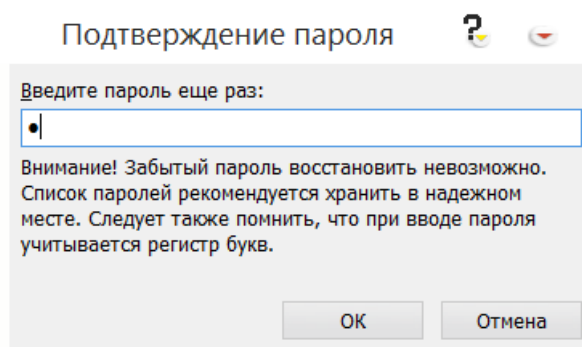 Подтверждение пароля
Введите пароль еще раз:
Внимание! Забытый пароль восстановить невозможно.
Список паролей рекомендуется хранить в надежном
месте. Следует также помнить, что при вводе пароля
учитывается регистр букв.
ОК
Отмена